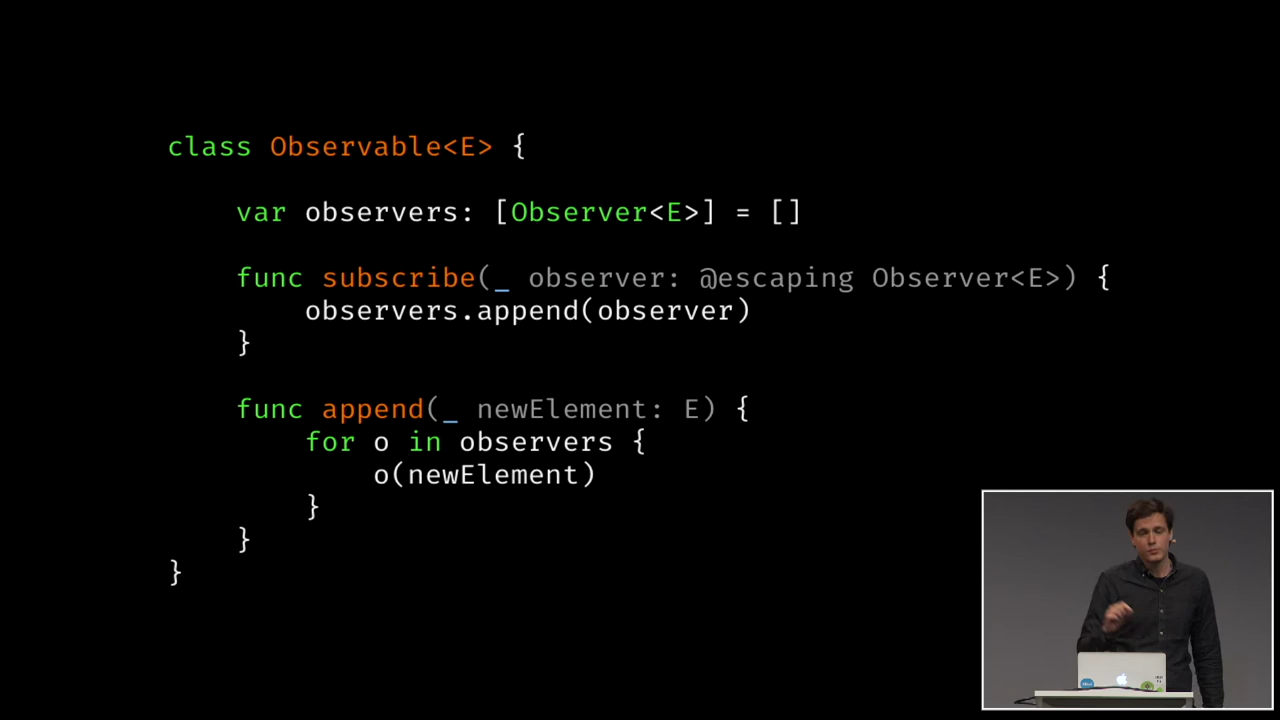 class Observable<E> {
var observers: [Observer<E>] = []
func subscribe(_ observer: @escaping Observer<E>) {
observers.append(observer)
}
func append(_ newElement: E) {
for o in observers {
o(newElement)
}
}
}